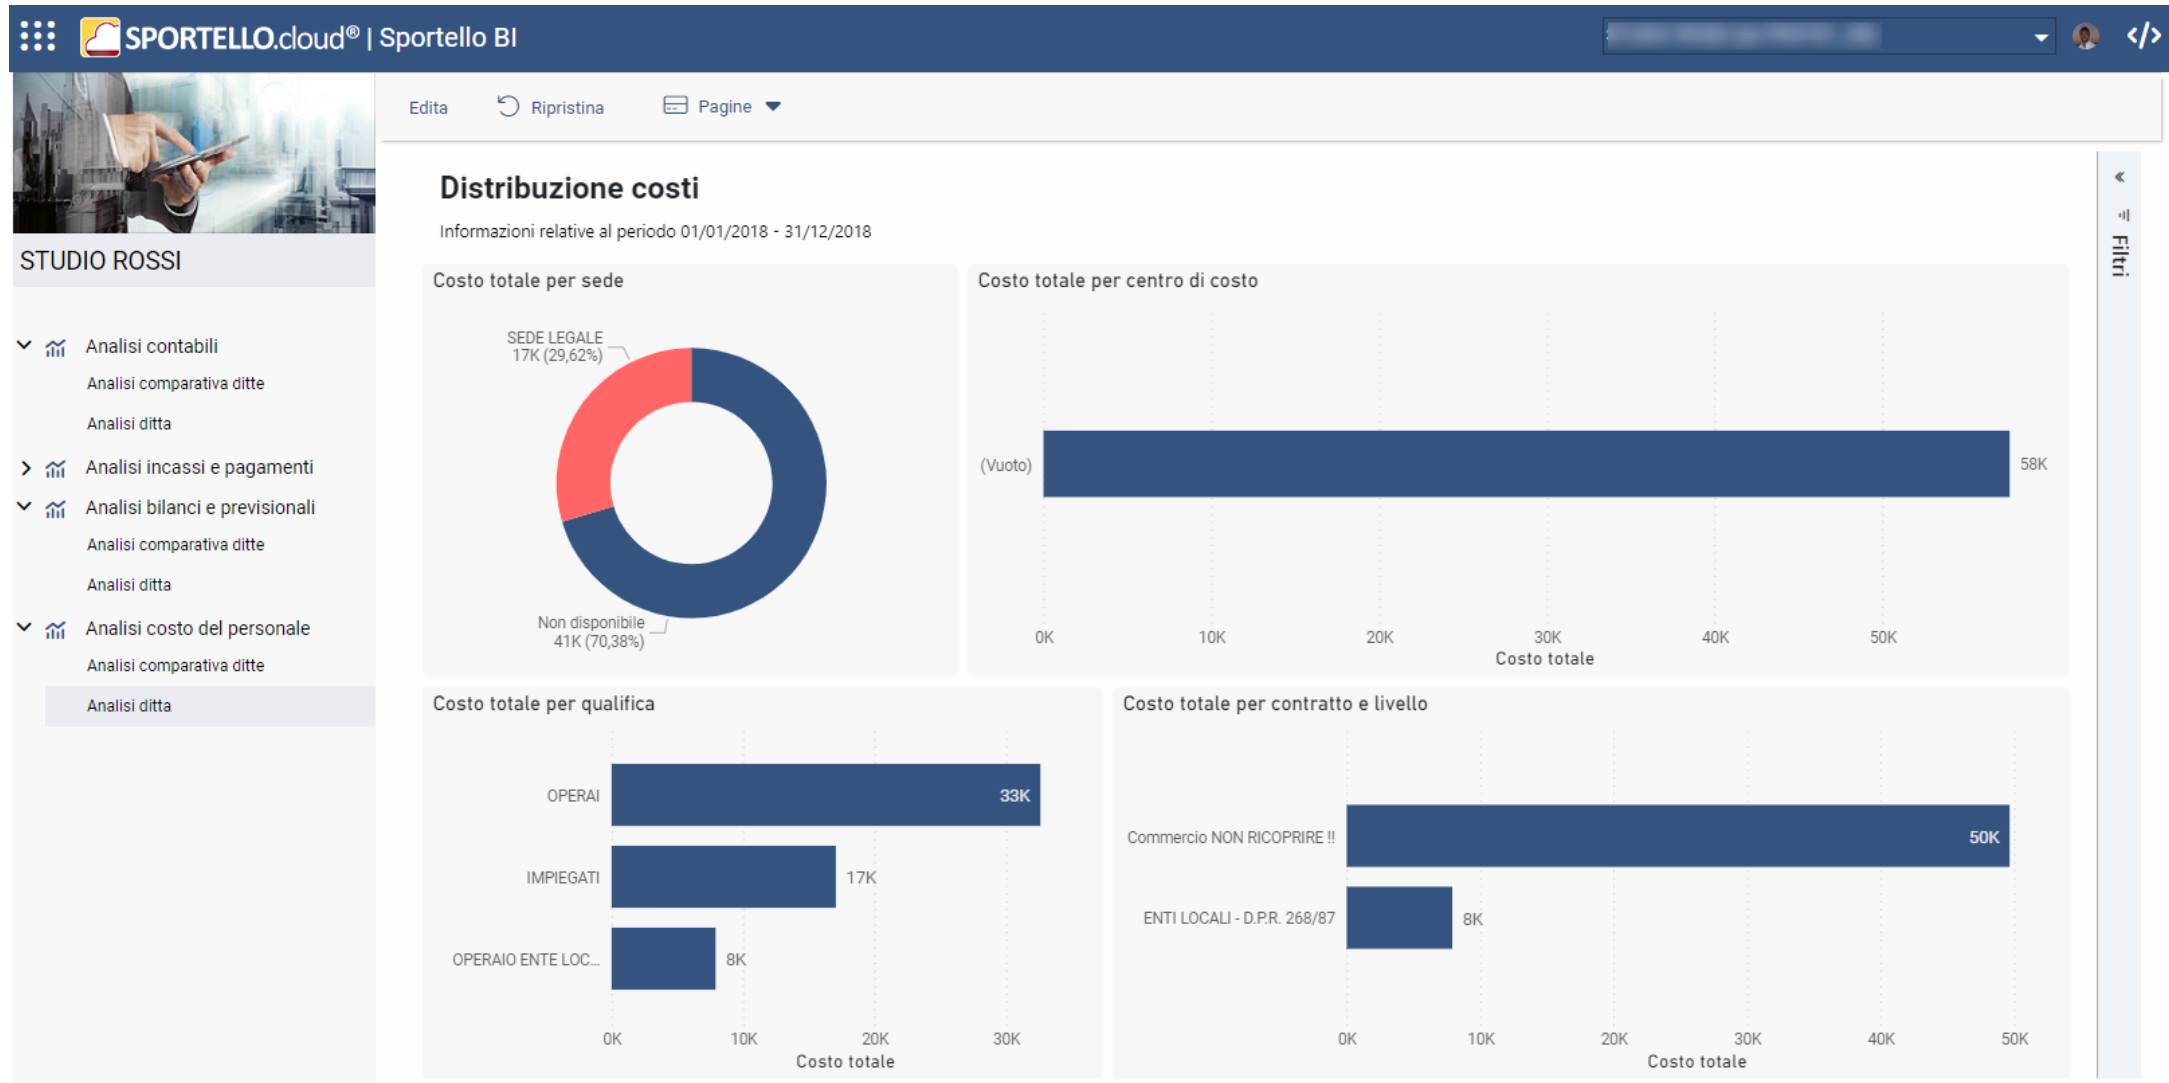 SPORTELLO.cloud® | Sportello BI
</>
Edita
Ripristina
Pagine
STUDIO ROSSI
Analisi contabili
Analisi comparativa ditte
Analisi ditta
Analisi incassi e pagamenti
Analisi bilanci e previsionali
Analisi comparativa ditte
Analisi ditta
Analisi costo del personale
Analisi comparativa ditte
Analisi ditta
Distribuzione costi
Informazioni relative al periodo 01/01/2018 - 31/12/2018
Filtri
Costo totale per sede
SEDE LEGALE
17K (29,62%)
Non disponibile
41K (70,38%)
Costo totale per centro di costo
(Vuoto)
58K
0K 10K 20K 30K 40K 50K
Costo totale
Costo totale per qualifica
OPERAI 33K
IMPIEGATI 17K
OPERAIO ENTE LOC... 8K
0K 10K 20K 30K
Costo totale
Costo totale per contratto e livello
Commercio NON RICOPRIRE !! 50K
ENTI LOCALI - D.P.R. 268/87 8K
0K 10K 20K 30K 40K 50K
Costo totale